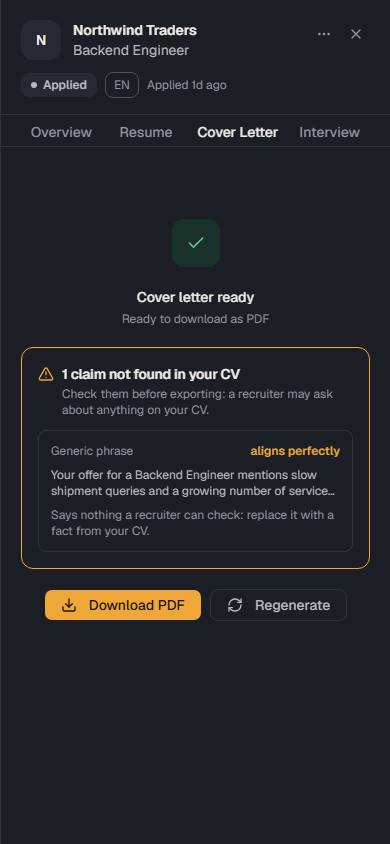 N
Northwind Traders
Backend Engineer
Applied
EN
Applied 1d ago
Overview
Resume
Cover Letter
Interview
Cover letter ready
Ready to download as PDF
1 claim not found in your CV
Check them before exporting: a recruiter may ask
about anything on your CV.
Generic phrase
aligns perfectly
Your offer for a Backend Engineer mentions slow
shipment queries and a growing number of service…
Says nothing a recruiter can check: replace it with a
fact from your CV.
Download PDF
Regenerate